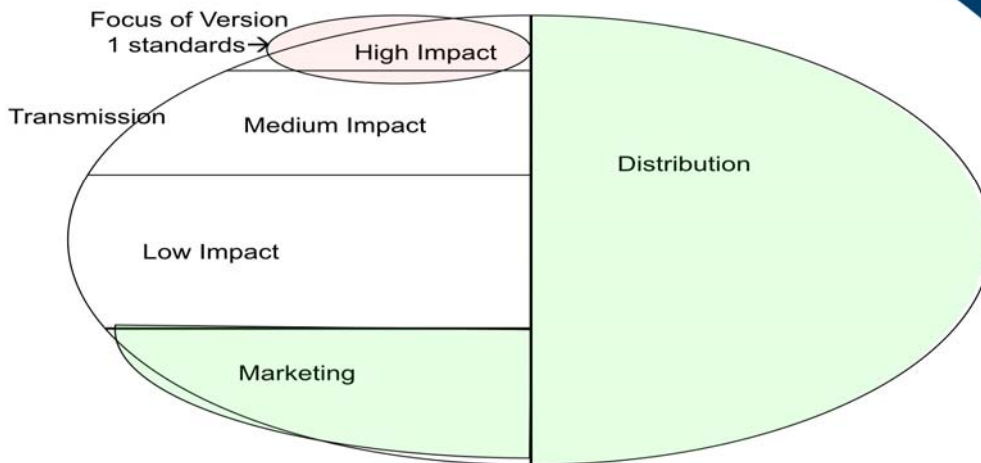 Focus of Version
1 standards→
High Impact
Transmission
Medium Impact
Distribution
Low Impact
Marketing